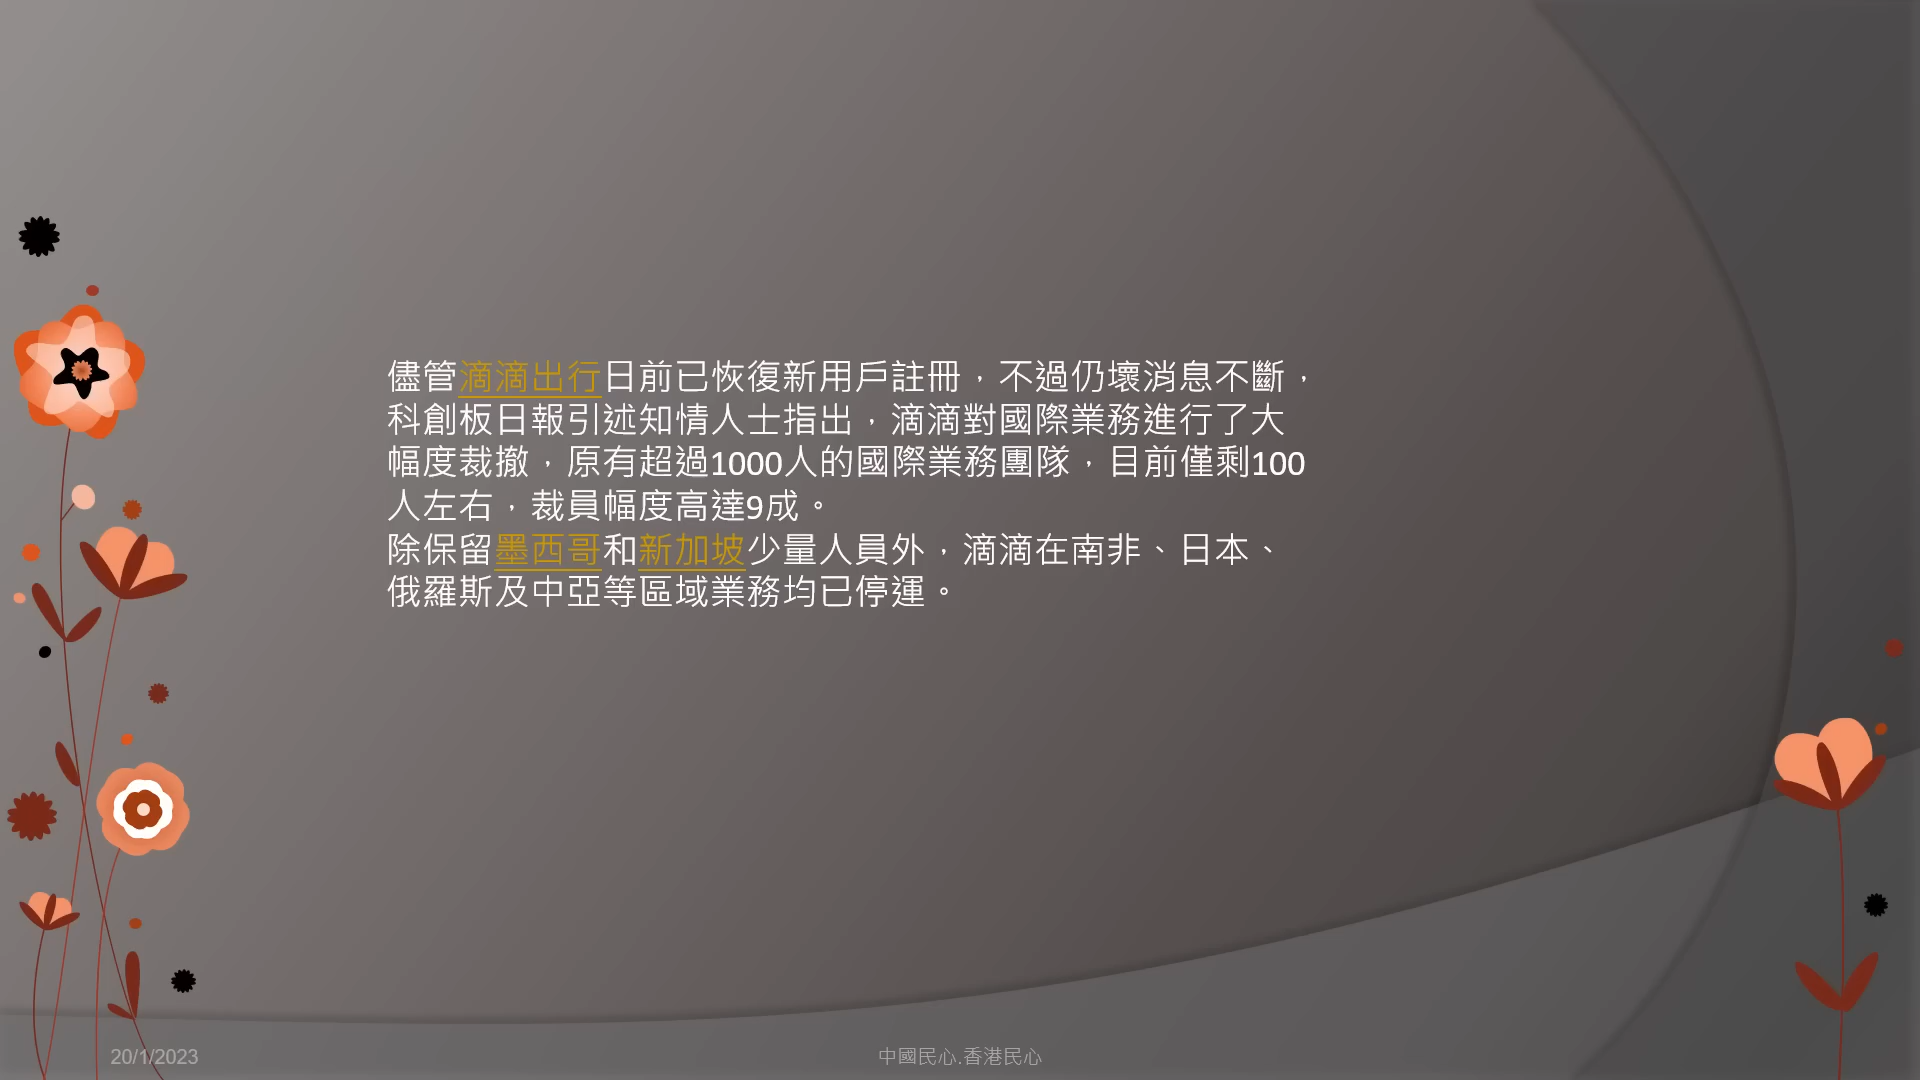 儘管滴滴出行日前已恢復新用戶註冊，不過仍壞消息不斷，
科創板日報引述知情人士指出，滴滴對國際業務進行了大
幅度裁撤，原有超過1000人的國際業務團隊，目前僅剩100
人左右，裁員幅度高達9成。
除保留墨西哥和新加坡少量人員外，滴滴在南非、日本、
俄羅斯及中亞等區域業務均已停運。
20/1/2023
中國民心.香港民心